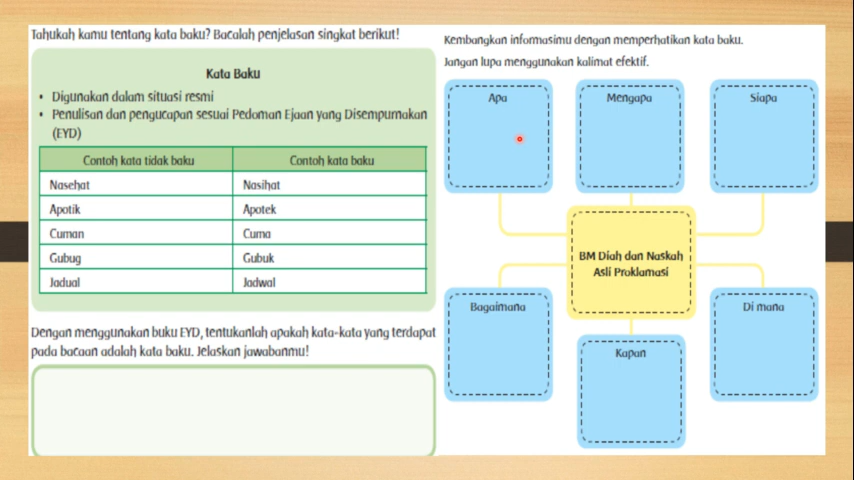 Tahukah kamu tentang kata baku? Bacalah penjelasan singkat berikut!
Kata Baku
• Digunakan dalam situasi resmi
• Penulisan dan pengucapan sesuai Pedoman Ejaan yang Disempurnakan
(EYD)
Contoh kata tidak baku Contoh kata baku
Nasehat Nasihat
Apotik Apotek
Cuman Cuma
Gubug Gubuk
Jadual Jadwal
Dengan menggunakan buku EYD, tentukanlah apakah kata-kata yang terdapat
pada bacaan adalah kata baku. Jelaskan jawabanmu!
Kembangkan informasimu dengan memperhatikan kata baku.
Jangan lupa menggunakan kalimat efektif.
Apa
Mengapa
Siapa
BM Diah dan Naskah
Asli Proklamasi
Bagaimana
Kapan
Di mana